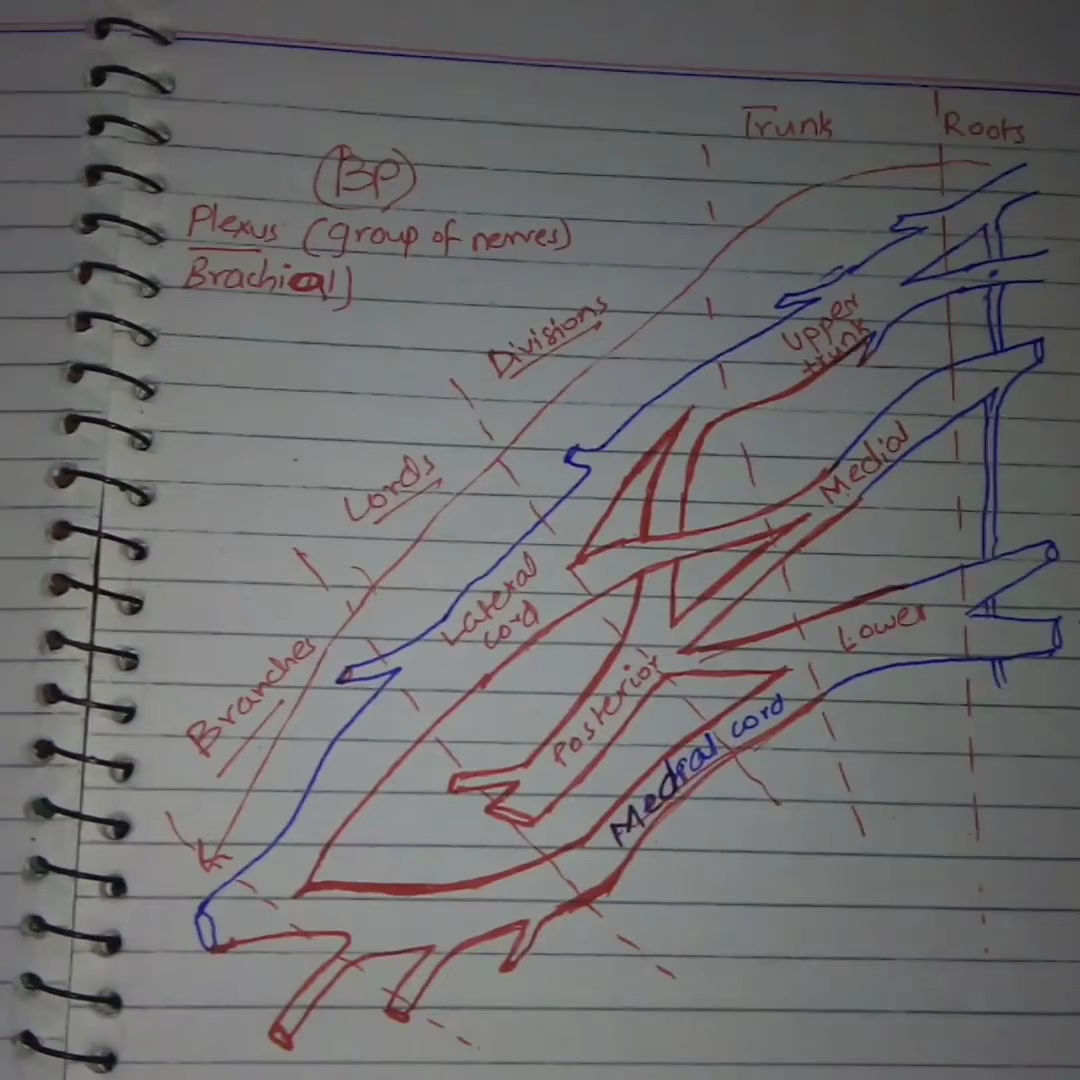 Trunk
Roots
(BP)
Plexus (group of nerves)
Brachial]
Divisions
Upper
trunk
Medial
Cords
Lateral
cord
Lower
Branches
Posterior
Medial cord